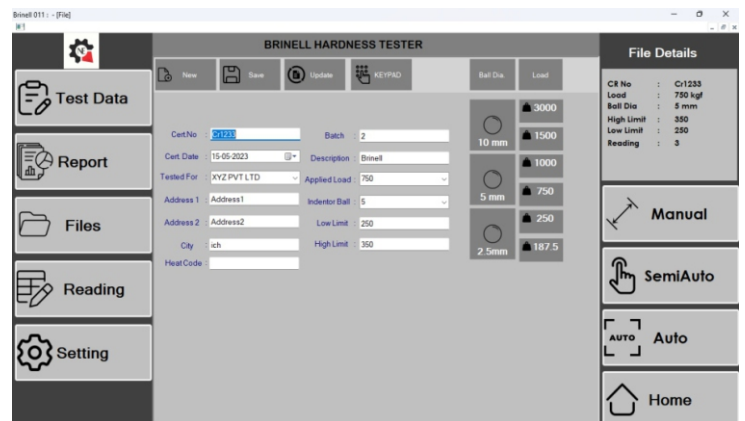 Brinell 011 : - [File]
BRINELL HARDNESS TESTER
New
Save
Update
KEYPAD
Ball Dia.
Load
Test Data
Report
Files
Reading
Setting
Cert.No : Cr1233
Cert. Date : 15-05-2023
Tested For : XYZ PVT LTD
Address 1 : Address1
Address 2 : Address2
City : ich
Heat Code :
Batch : 2
Description : Brinell
Applied Load : 750
Indentor Ball : 5
Low Limit : 250
High Limit : 350
10 mm
5 mm
2.5mm
3000
1500
1000
750
250
187.5
File Details
CR No : Cr1233
Load : 750 kgf
Ball Dia : 5 mm
High Limit : 350
Low Limit : 250
Reading : 3
Manual
SemiAuto
AUTO
Auto
Home